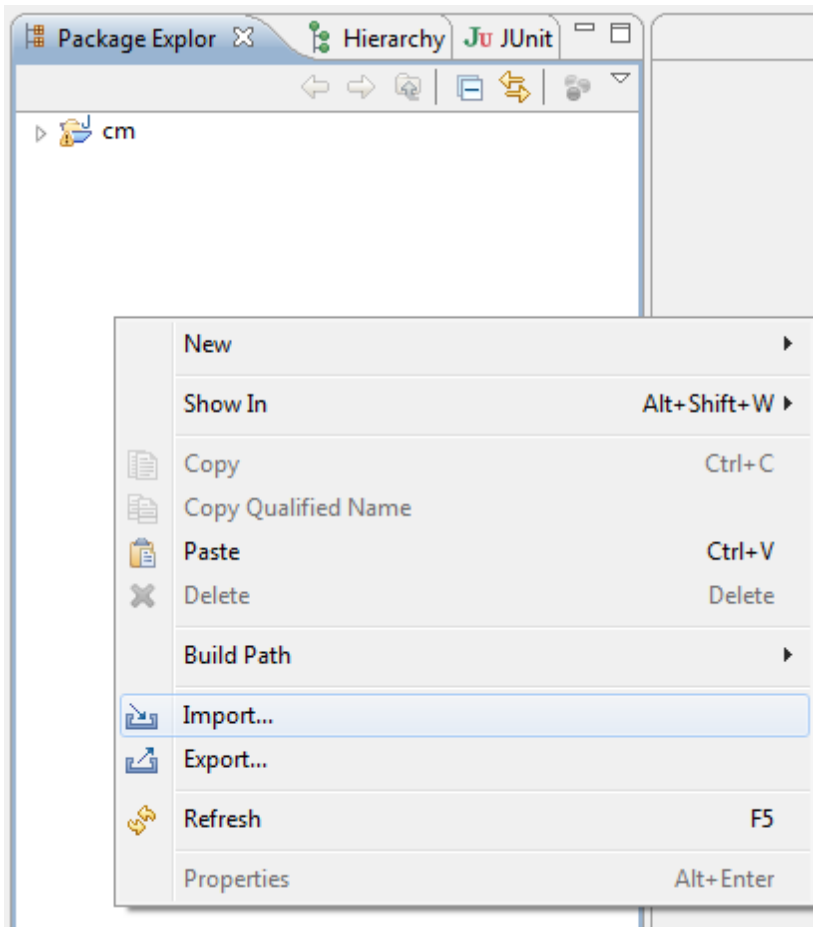 Package Explor Hierarchy Ju JUnit
cm
New
Show In Alt+Shift+W
Copy Ctrl+C
Copy Qualified Name
Paste Ctrl+V
Delete Delete
Build Path
Import...
Export...
Refresh F5
Properties Alt+Enter